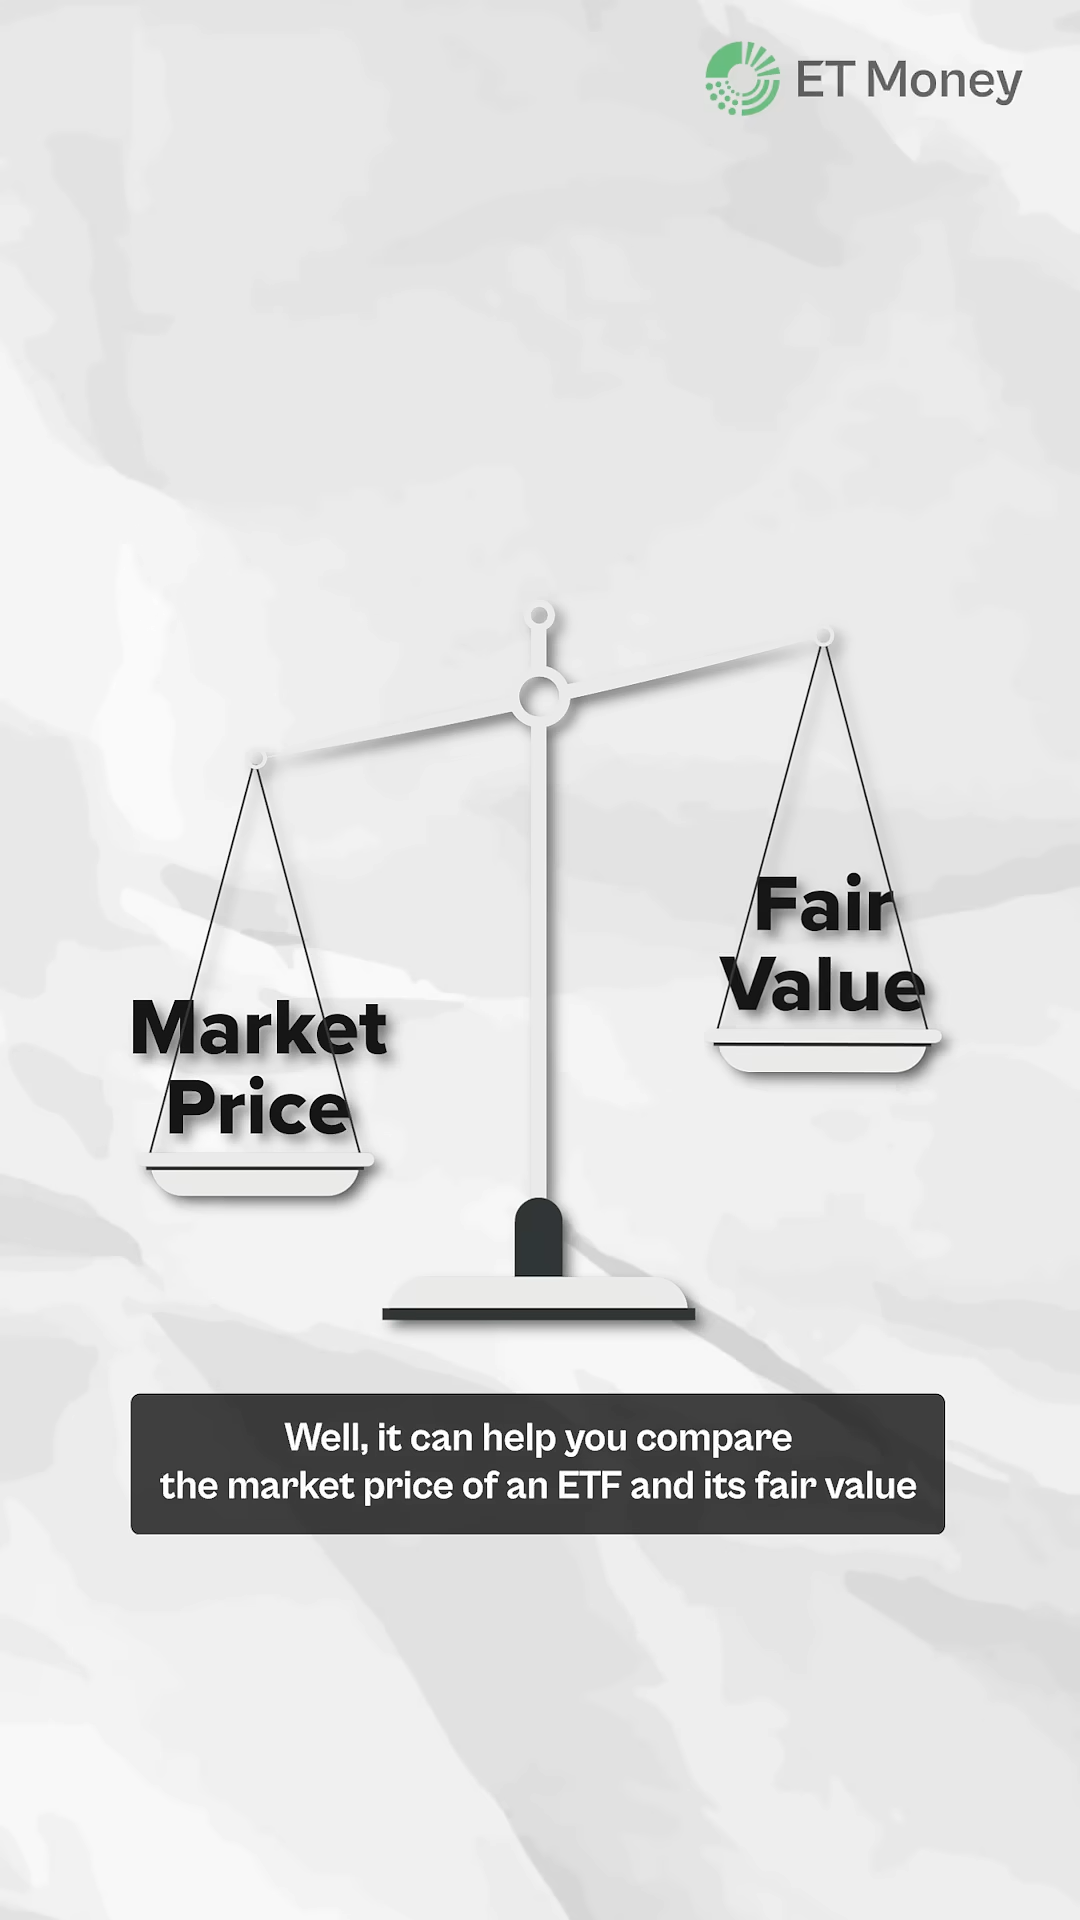 ET Money
Fair
Value
Market
Price
Well, it can help you compare
the market price of an ETF and its fair value